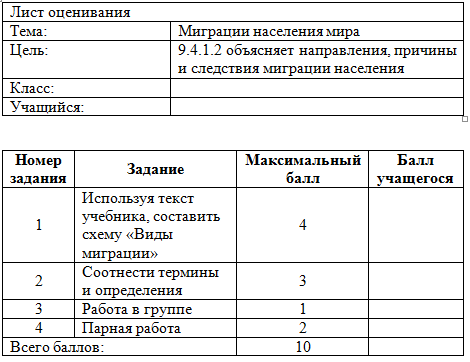 Лист оценивания
Тема: Миграции населения мира
Цель: 9.4.1.2 объясняет направления, причины
и следствия миграции населения
Класс:
Учащийся:
Номер задания Задание Максимальный балл Балл учащегося
1 Используя текст
учебника, составить
схему «Виды
миграции» 4
2 Соотнести термины
и определения 3
3 Работа в группе 1
4 Парная работа 2
Всего баллов: 10